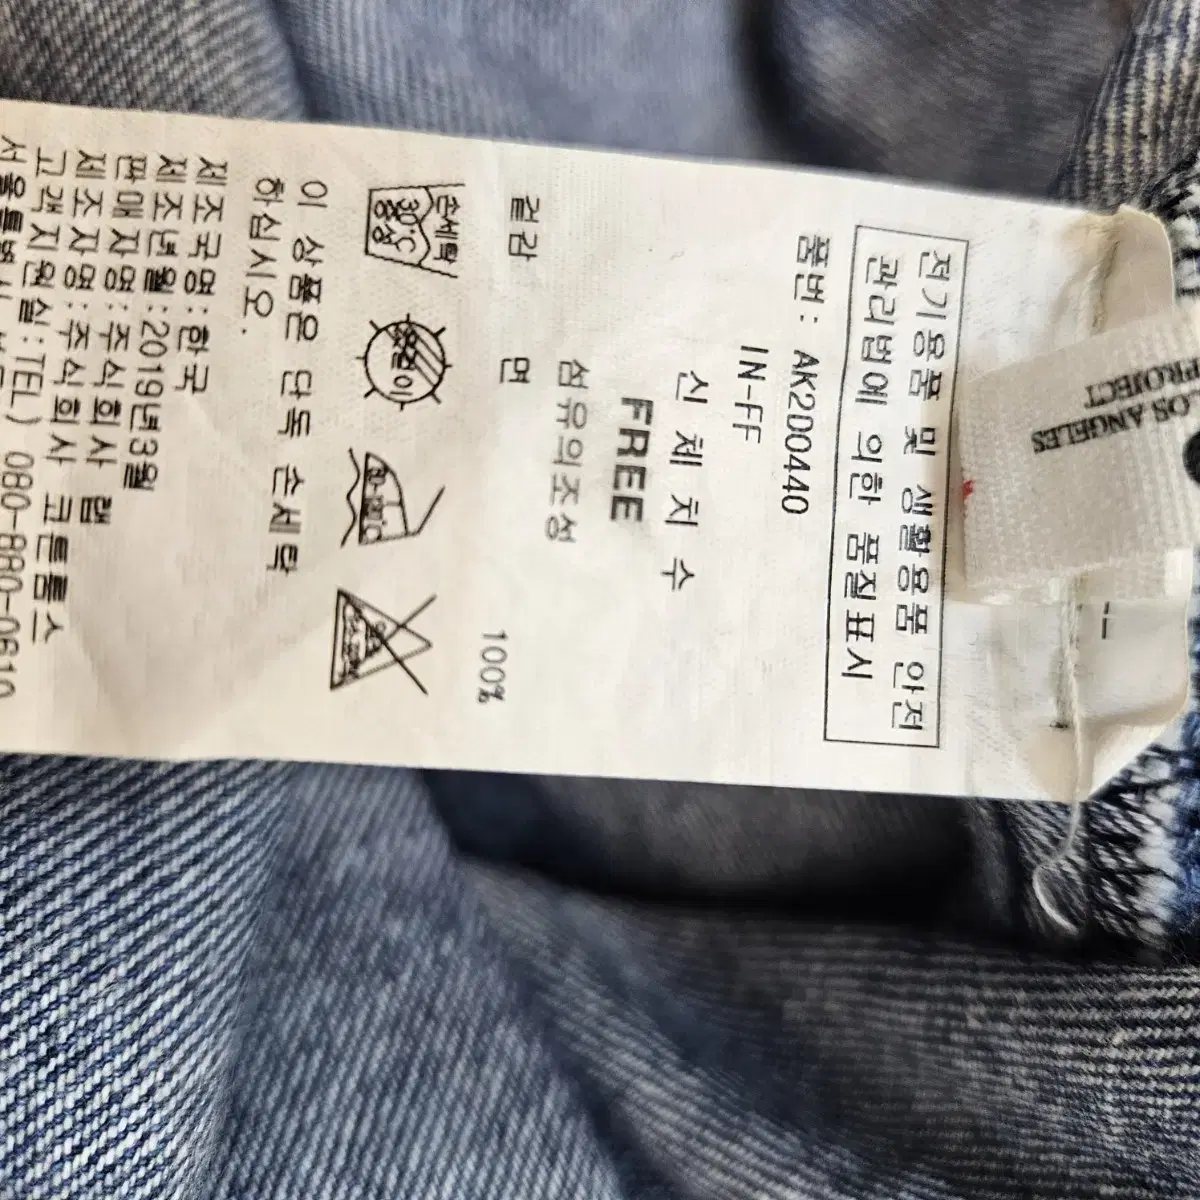 LOS ANGELES
PROJECT
전기용품 및 생활용품 안전
관리법에 의한 품질표시
품번: AK200440
IN-FF
신 체 치 수
FREE
섬유의조성
겉감
면
100%
손세탁
30℃
중성
이 상품은 단독 손세탁
하십시오.
제조국명:한국
제조년월:2019년3월
판매자명:주식회사 랩
제조자명:주식회사 코튼톰스
고객지원실:TEL) 080-880-0610